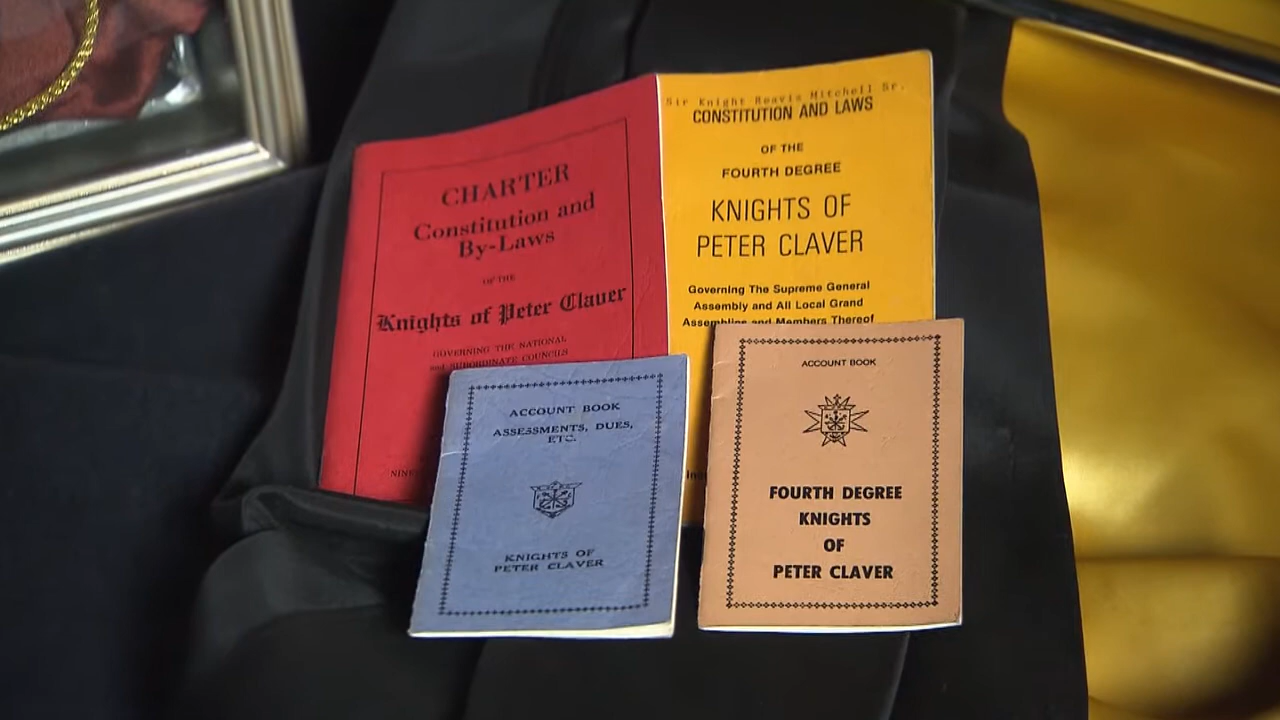 CHARTER
Constitution and
By-Laws
OF THE
Knights of Peter Claver
GOVERNING THE NATIONAL
and SUBORDINATE COUNCILS
Sir Knight Reavis Mitchell Sr.
CONSTITUTION AND LAWS
OF THE
FOURTH DEGREE
KNIGHTS OF
PETER CLAVER
Governing The Supreme General
Assembly and All Local Grand
Assemblies and Members Thereof
ACCOUNT BOOK
ASSESSMENTS, DUES,
ETC.
KNIGHTS OF
PETER CLAVER
ACCOUNT BOOK
FOURTH DEGREE
KNIGHTS
OF
PETER CLAVER